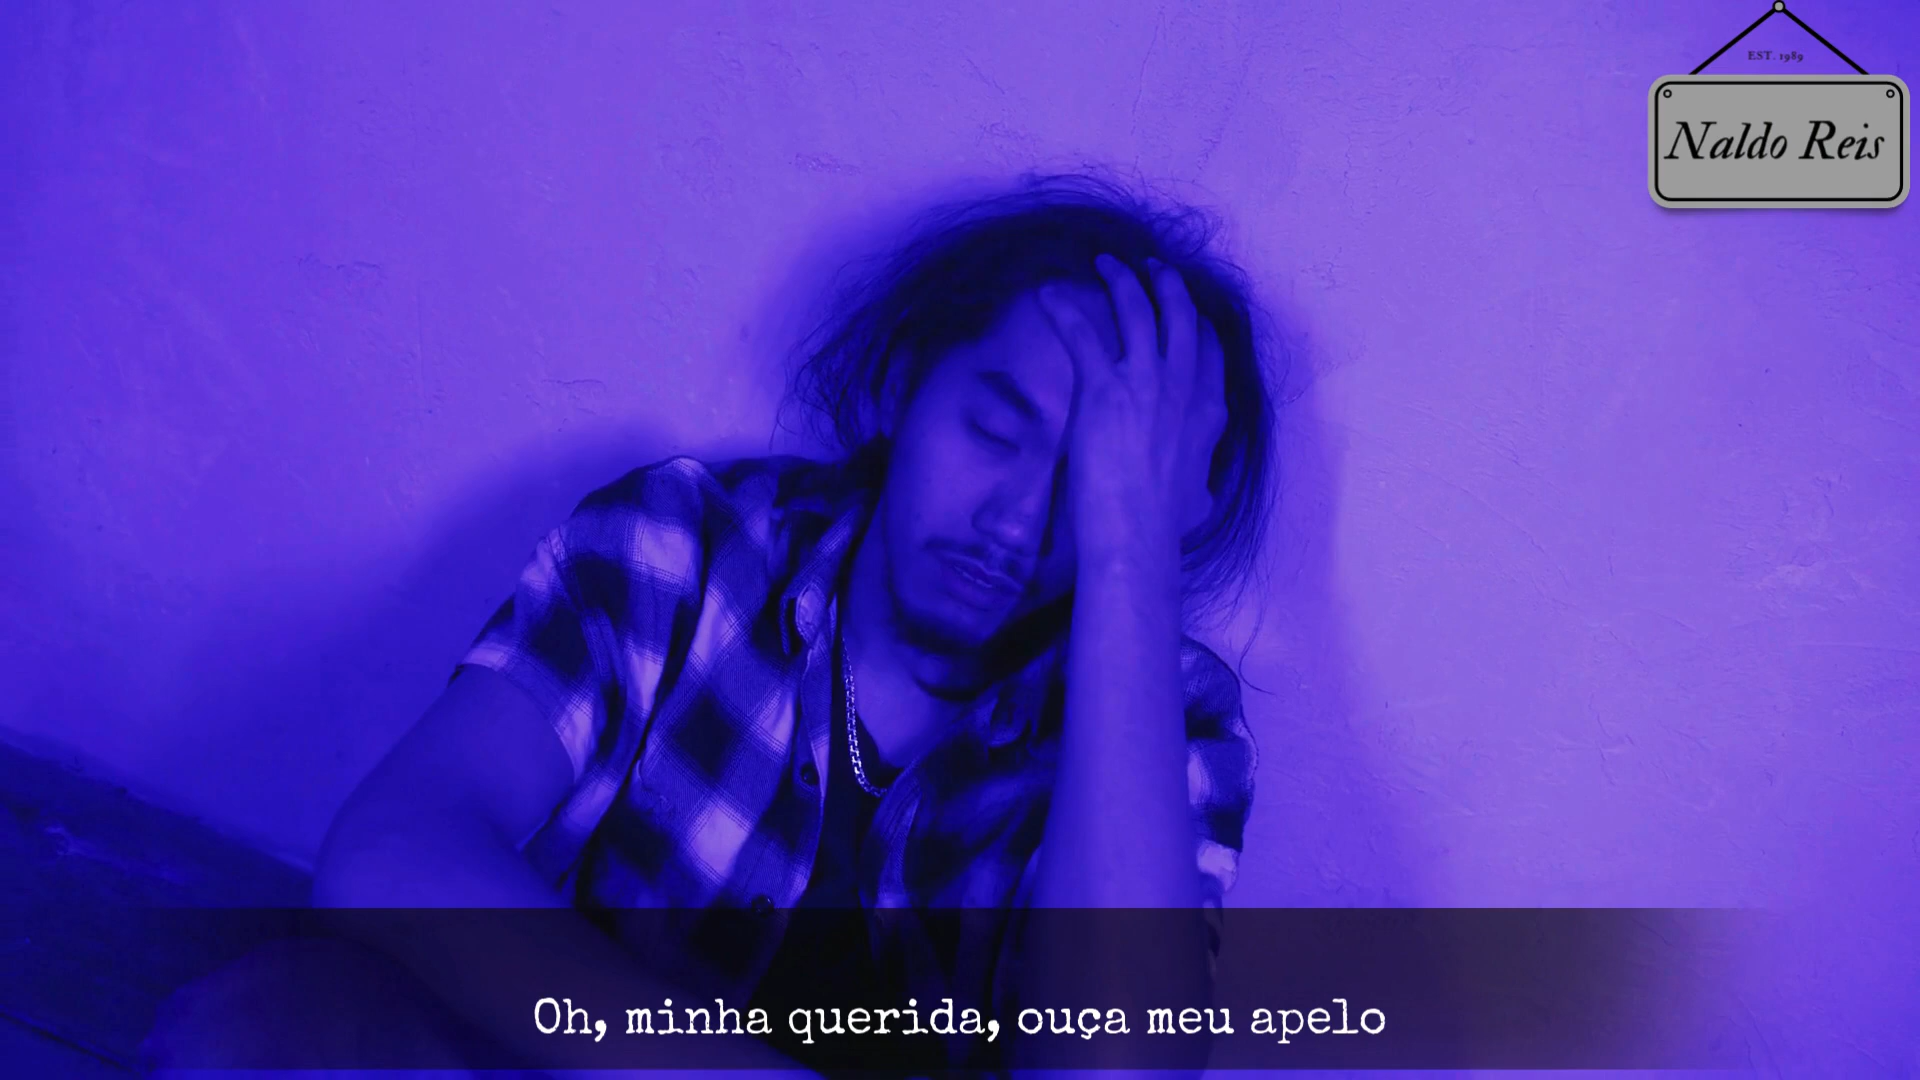 EST. 1989
Naldo Reis
Oh, minha querida, ouça meu apelo